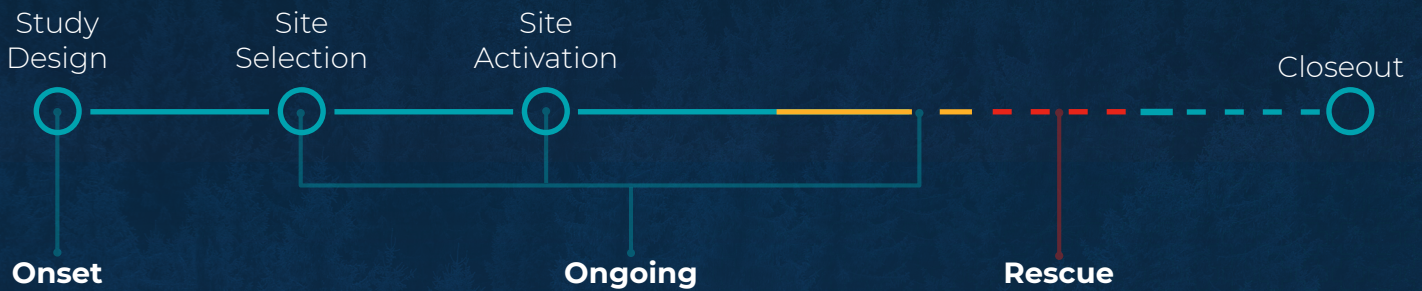 Study
Design
Site
Selection
Site
Activation
Closeout
Onset
Ongoing
Rescue